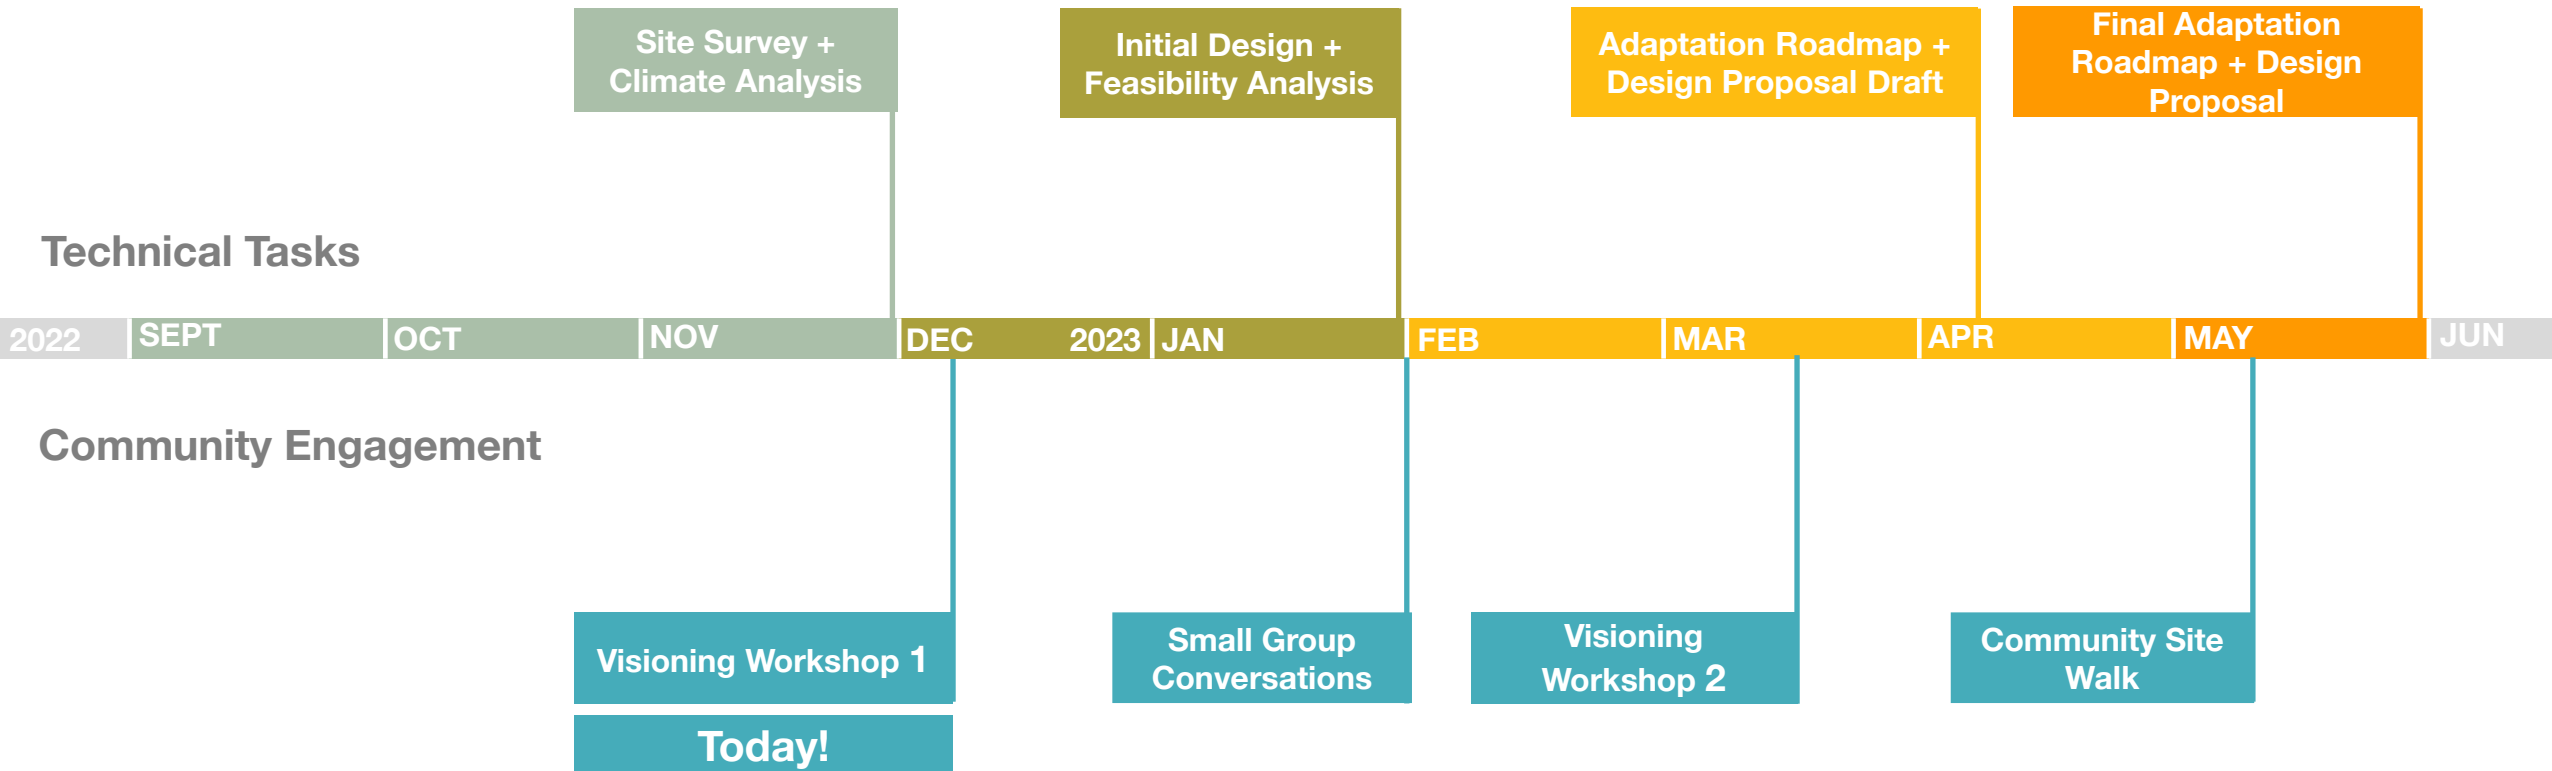 Site Survey +
Climate Analysis
Initial Design +
Feasibility Analysis
Adaptation Roadmap +
Design Proposal Draft
Final Adaptation
Roadmap + Design
Proposal
Technical Tasks
2022 SEPT OCT NOV DEC 2023 JAN FEB MAR APR MAY JUN
Community Engagement
Visioning Workshop 1
Today!
Small Group
Conversations
Visioning
Workshop 2
Community Site
Walk